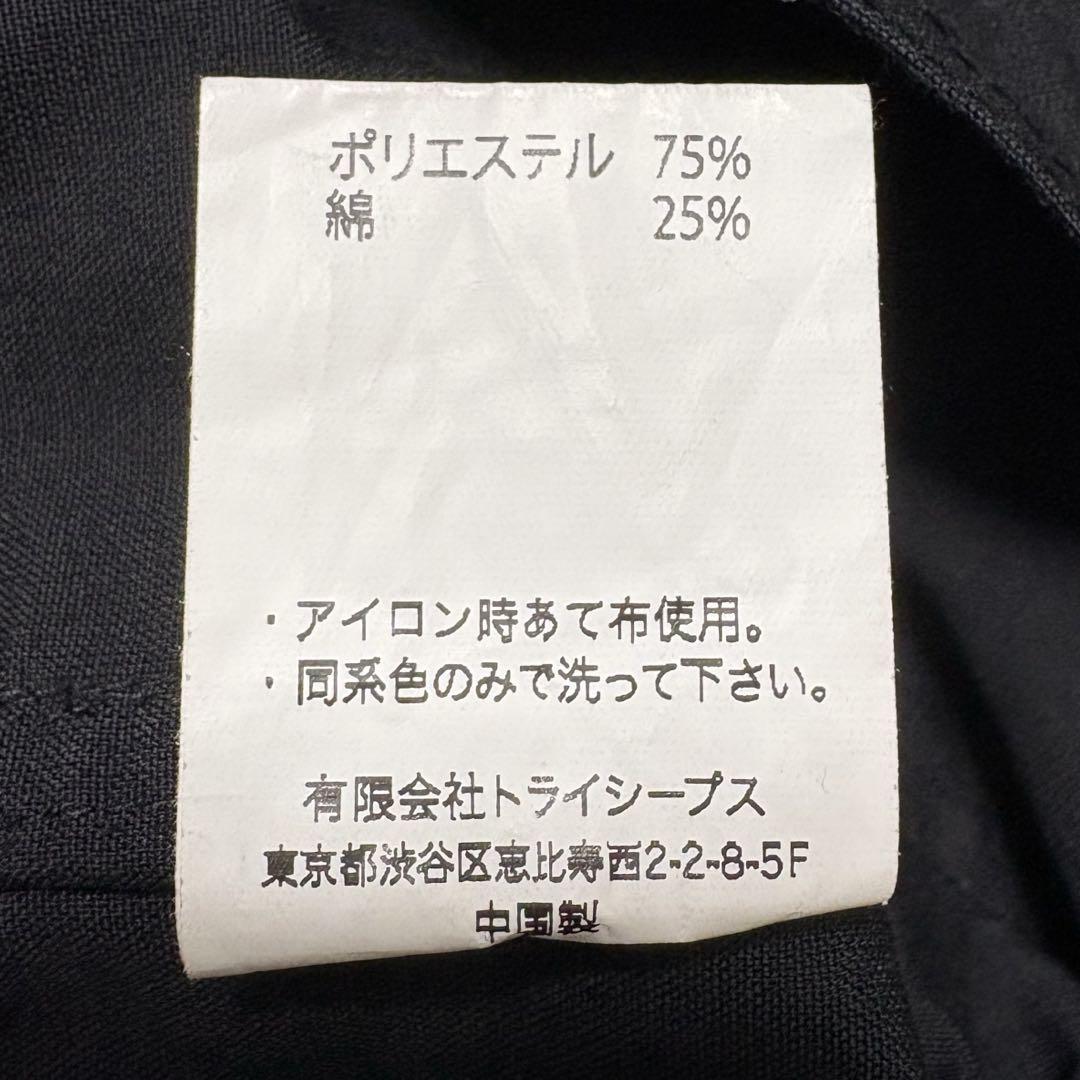 ポリエステル 75%
綿 25%
・アイロン時あて布使用。
・同系色のみで洗って下さい。
有限会社トライシープス
東京都渋谷区恵比寿西2-2-8-5F
中国製